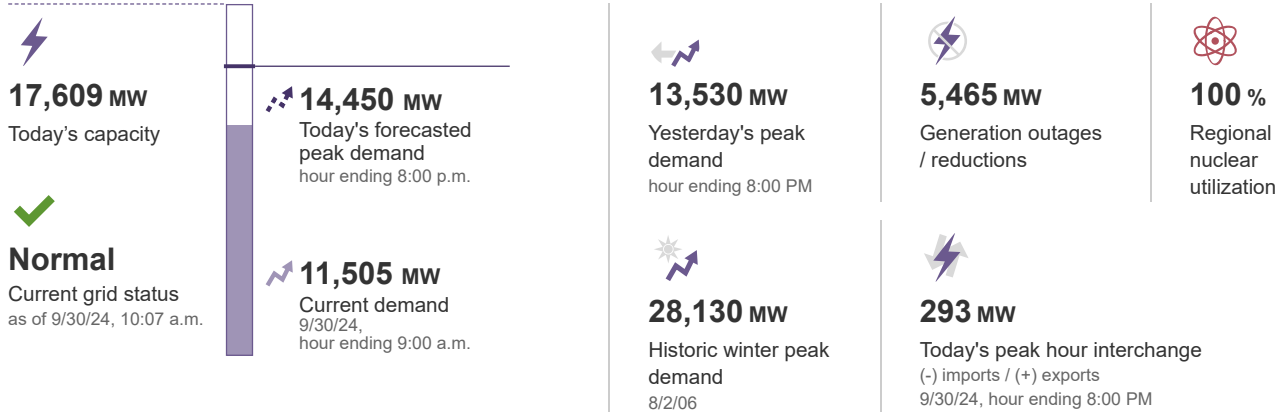 17,609 MW
Today’s capacity
Normal
Current grid status
as of 9/30/24, 10:07 a.m.
14,450 MW
Today's forecasted
peak demand
hour ending 8:00 p.m.
11,505 MW
Current demand
9/30/24,
hour ending 9:00 a.m.
13,530 MW
Yesterday's peak
demand
hour ending 8:00 PM
5,465 MW
Generation outages
/ reductions
100 %
Regional
nuclear
utilization
28,130 MW
Historic winter peak
demand
8/2/06
293 MW
Today's peak hour interchange
(-) imports / (+) exports
9/30/24, hour ending 8:00 PM